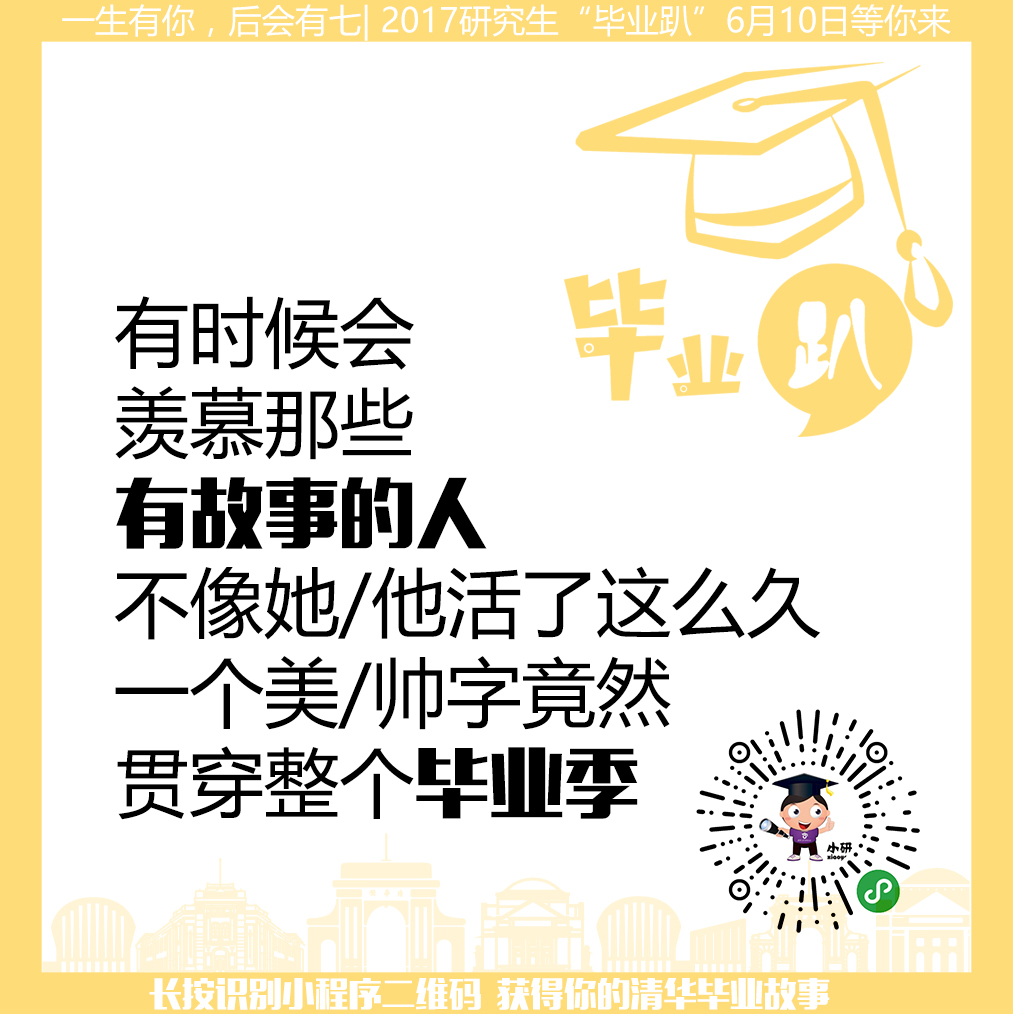 一生有你，后会有七| 2017研究生“毕业趴”6月10日等你来
毕业趴
有时候会
羡慕那些
有故事的人
不像她/他活了这么久
一个美/帅字竟然
贯穿整个毕业季
小研
长按识别小程序二维码 获得你的清华毕业故事